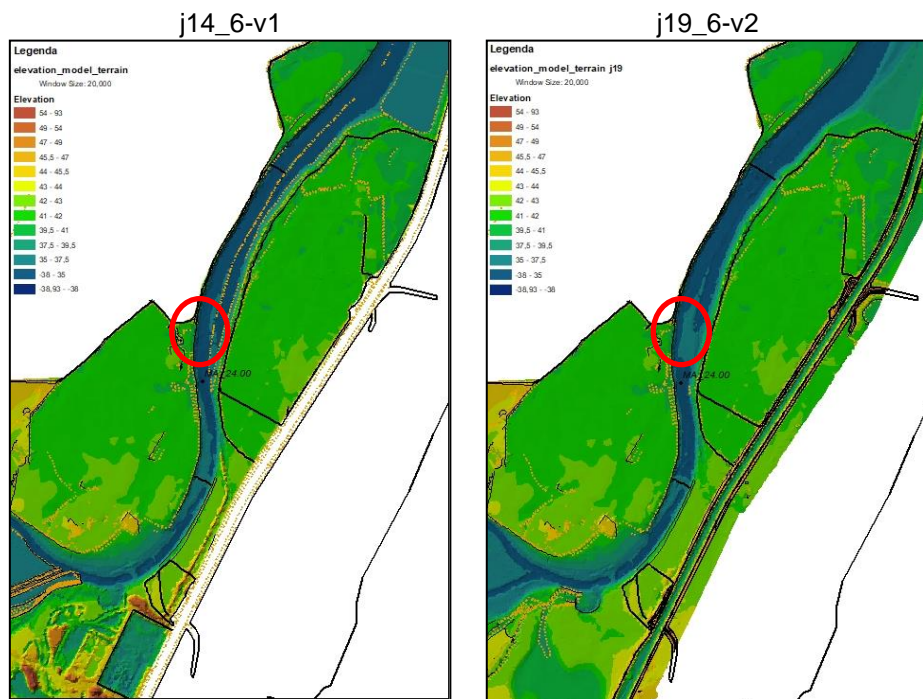 j14_6-v1
Legenda
elevation_model_terrain
Window Size: 20,000
Elevation
54 - 93
49 - 54
47 - 49
45,5 - 47
44 - 45,5
43 - 44
42 - 43
41 - 42
39,5 - 41
37,5 - 39,5
35 - 37,5
-38 - 35
-38,93 - -38
24.00
j19_6-v2
Legenda
elevation_model_terrain j19
Window Size: 20,000
Elevation
54 - 93
49 - 54
47 - 49
45,5 - 47
44 - 45,5
43 - 44
42 - 43
41 - 42
39,5 - 41
37,5 - 39,5
35 - 37,5
-38 - 35
-38,93 - -38
24.00